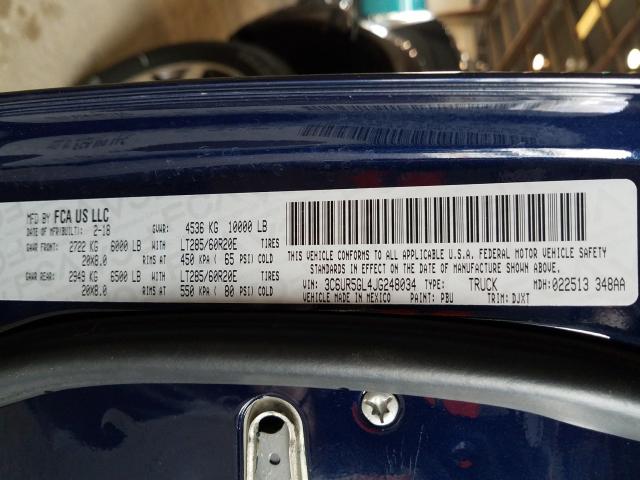 MFD BY FCA US LLC
DATE OF MFR(BUILT): 2-18 GVWR: 4536 KG 10000 LB
GAWR FRONT: 2722 KG 6000 LB WITH LT285/60R20E TIRES
20X8.0 RIMS AT 450 KPA ( 65 PSI) COLD
GAWR REAR: 2949 KG 6500 LB WITH LT285/60R20E TIRES
20X8.0 RIMS AT 550 KPA ( 80 PSI) COLD
THIS VEHICLE CONFORMS TO ALL APPLICABLE U.S.A. FEDERAL MOTOR VEHICLE SAFETY
STANDARDS IN EFFECT ON THE DATE OF MANUFACTURE SHOWN ABOVE.
VIN: 3C6UR5GL4JG248034 TYPE: TRUCK MDH: 022513 348AA
MADE IN MEXICO PAINT: PBU TRIM: DJXT